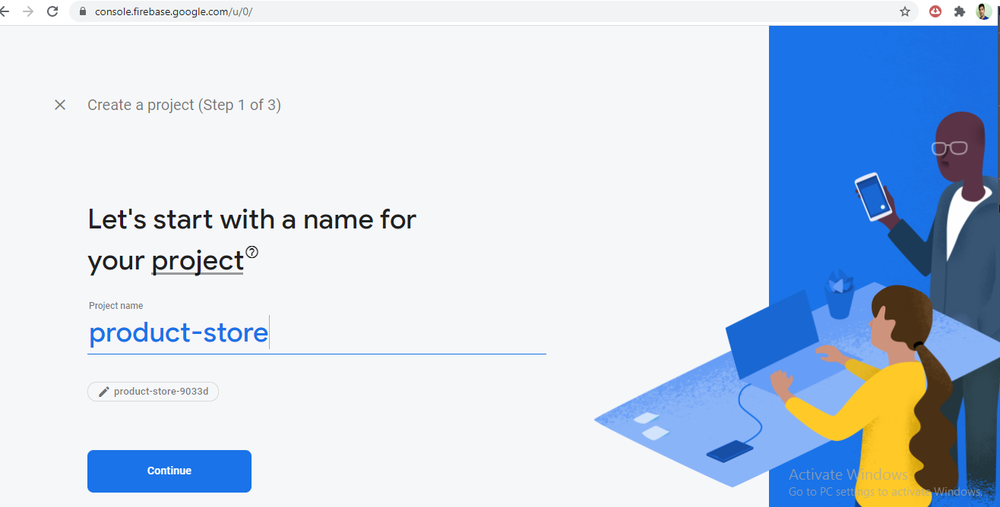 console.firebase.google.com/u/0/
Create a project (Step 1 of 3)
Let's start with a name for
your project
Project name
product-store
product-store-9033d
Continue
Activate Windows
Go to PC settings to activate Windows.